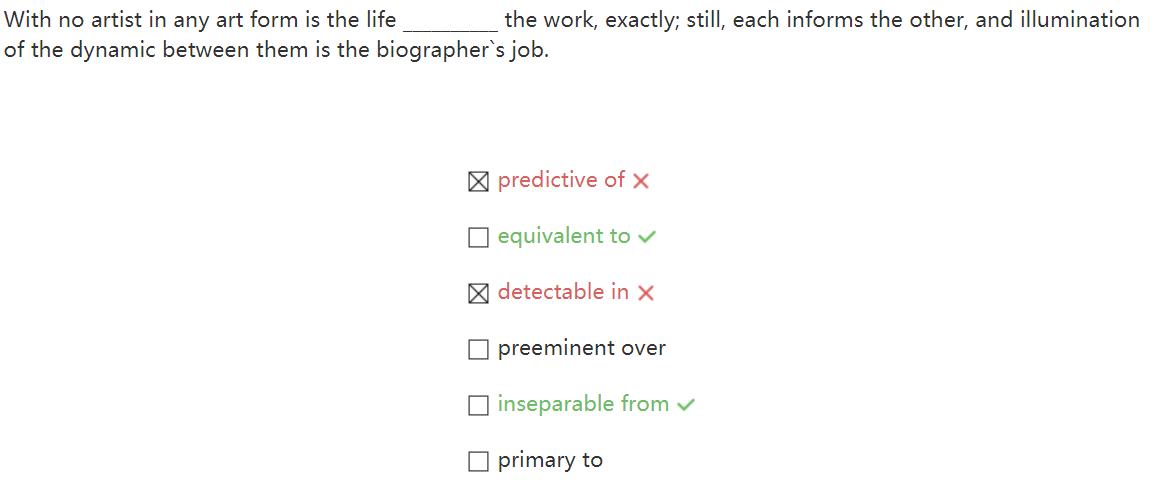 With no artist in any art form is the life __________ the work, exactly; still, each informs the other, and illumination
of the dynamic between them is the biographer`s job.
predictive of
equivalent to
detectable in
preeminent over
inseparable from
primary to